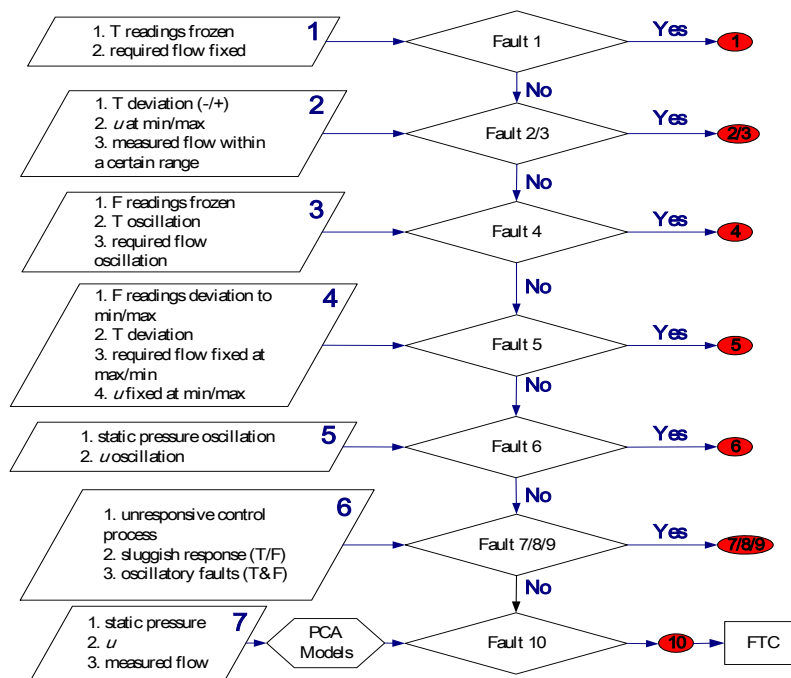 1. T readings frozen
2. required flow fixed
1
Fault 1
Yes
1
No
1. T deviation (-/+)
2. u at min/max
3. measured flow within
a certain range
2
Fault 2/3
Yes
2/3
No
1. F readings frozen
2. T oscillation
3. required flow
oscillation
3
Fault 4
Yes
4
No
1. F readings deviation to
min/max
2. T deviation
3. required flow fixed at
max/min
4. u fixed at min/max
4
Fault 5
Yes
5
No
1. static pressure oscillation
2. u oscillation
5
Fault 6
Yes
6
No
1. unresponsive control
process
2. sluggish response (T/F)
3. oscillatory faults (T&F)
6
Fault 7/8/9
Yes
7/8/9
No
1. static pressure
2. u
3. measured flow
7
PCA
Models
Fault 10
10
FTC